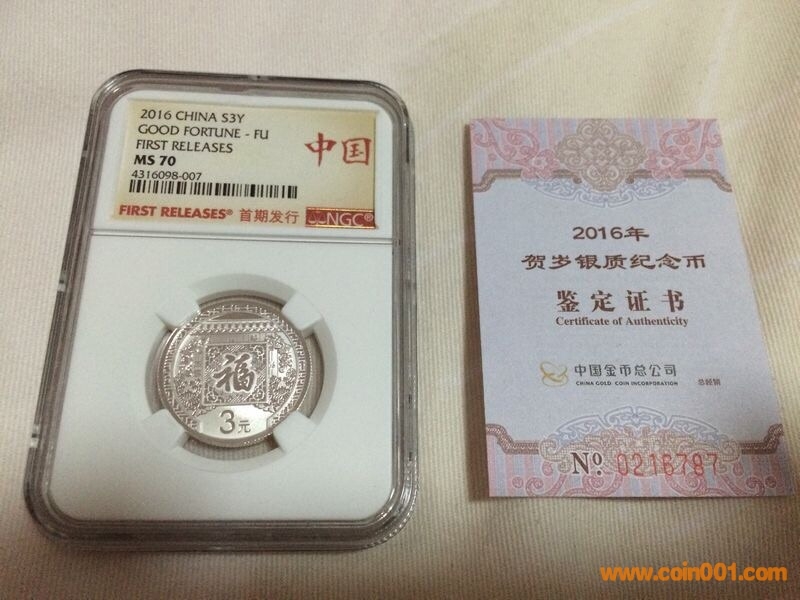 2016 CHINA S3Y
GOOD FORTUNE - FU
FIRST RELEASES
MS 70
4316098-007
中国
FIRST RELEASES® 首期发行 NGC®
福
3元
2016年
贺岁银质纪念币
鉴定证书
Certificate of Authenticity
中国金币总公司
CHINA GOLD COIN INCORPORATION
总经销
Nº 0216787
www.coin001.com